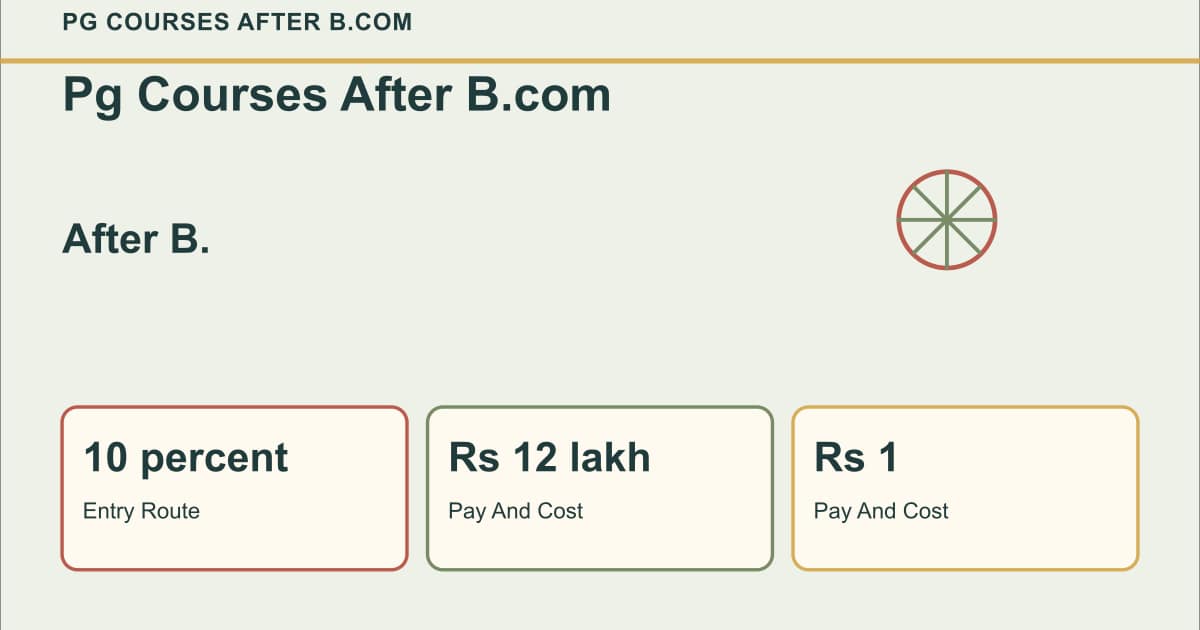 PG COURSES AFTER B.COM
Pg Courses After B.com
After B.
10 percent
Entry Route
Rs 12 lakh
Pay And Cost
Rs 1
Pay And Cost